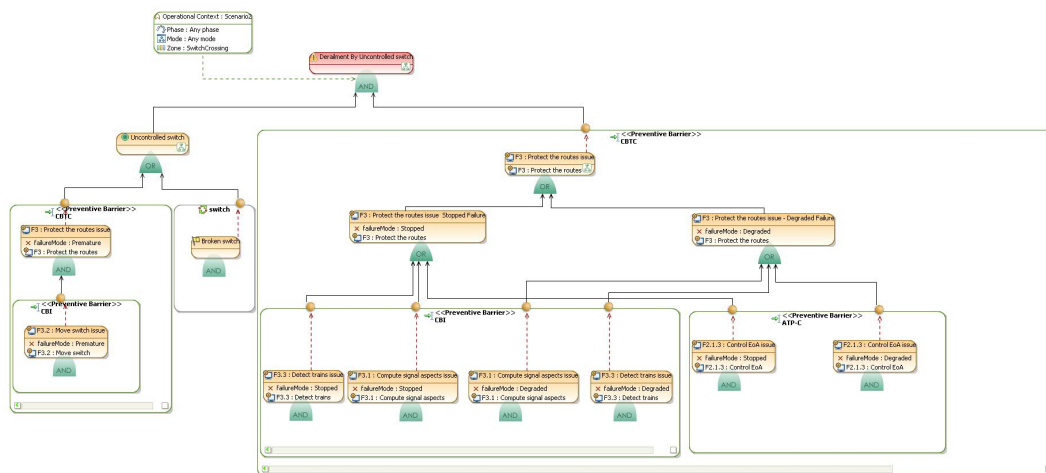 Operational Context : Scenario2
Phase : Any phase
Mode : Any mode
Zone : SwitchCrossing
Derailment By Uncontrolled switch
AND
Uncontrolled switch
OR
<<Preventive Barrier>>
CBTC
F3 : Protect the routes issue
F3 : Protect the routes
OR
<<Preventive Barrier>>
CBTC
F3 : Protect the routes issue
failureMode : Premature
F3 : Protect the routes
AND
<<Preventive Barrier>>
CBI
F3.2 : Move switch issue
failureMode : Premature
F3.2 : Move switch
AND
switch
Broken switch
AND
F3 : Protect the routes issue Stopped Failure
failureMode : Stopped
F3 : Protect the routes
OR
F3 : Protect the routes issue - Degraded Failure
failureMode : Degraded
F3 : Protect the routes
OR
<<Preventive Barrier>>
CBI
F3.3 : Detect trains issue
failureMode : Stopped
F3.3 : Detect trains
AND
F3.1 : Compute signal aspects issue
failureMode : Stopped
F3.1 : Compute signal aspects
AND
F3.1 : Compute signal aspects issue
failureMode : Degraded
F3.1 : Compute signal aspects
AND
F3.3 : Detect trains issue
failureMode : Degraded
F3.3 : Detect trains
AND
<<Preventive Barrier>>
ATP-C
F2.1.3 : Control EoA issue
failureMode : Stopped
F2.1.3 : Control EoA
AND
F2.1.3 : Control EoA issue
failureMode : Degraded
F2.1.3 : Control EoA
AND